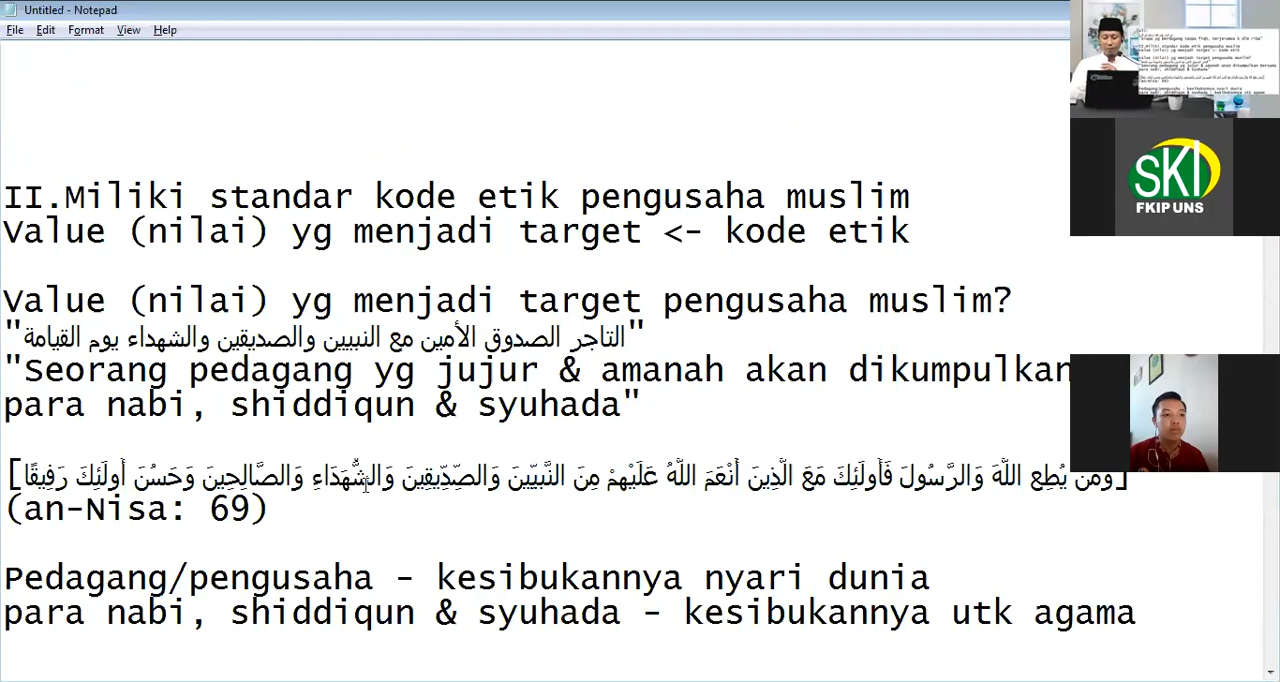 Untitled - Notepad
File Edit Format View Help
II.Miliki standar kode etik pengusaha muslim
Value (nilai) yg menjadi target <- kode etik
Value (nilai) yg menjadi target pengusaha muslim?
"التاجر الصدوق الأمين مع النبيين والصديقين والشهداء يوم القيامة"
"Seorang pedagang yg jujur & amanah akan dikumpulkan
para nabi, shiddiqun & syuhada"
[وَمَن يُطِعِ اللَّهَ وَالرَّسُولَ فَأُولَٰئِكَ مَعَ الَّذِينَ أَنْعَمَ اللَّهُ عَلَيْهِمْ مِنَ النَّبِيِّينَ وَالصِّدِّيقِينَ وَالشُّهَدَاءِ وَالصَّالِحِينَ وَحَسُنَ أُولَٰئِكَ رَفِيقًا]
(an-Nisa: 69)
Pedagang/pengusaha - kesibukannya nyari dunia
para nabi, shiddiqun & syuhada - kesibukannya utk agama
SKI
FKIP UNS